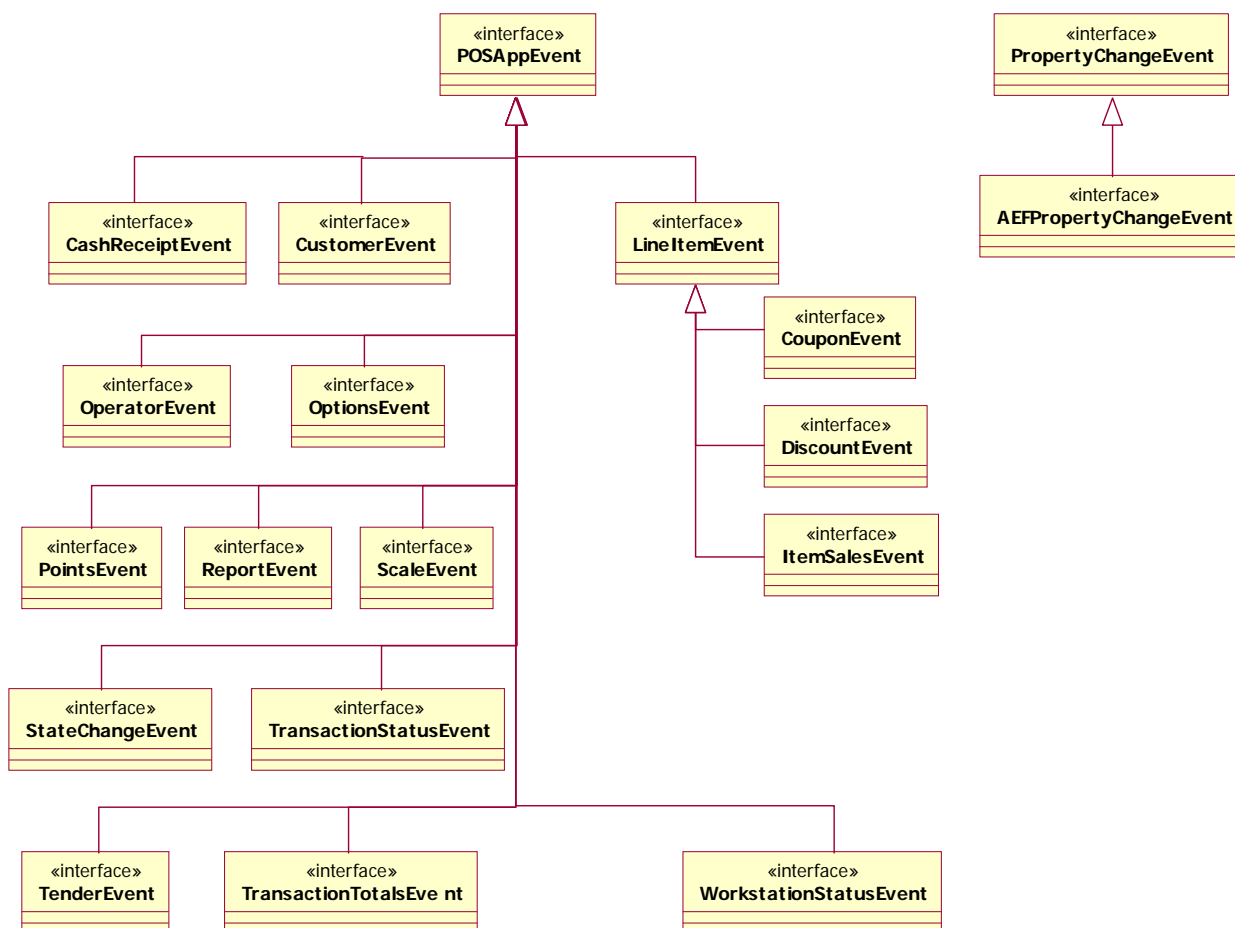 «interface»
POSAppEvent
«interface»
PropertyChangeEvent
«interface»
CashReceiptEvent
«interface»
CustomerEvent
«interface»
LineItemEvent
«interface»
AEFPropertyChangeEvent
«interface»
CouponEvent
«interface»
OperatorEvent
«interface»
OptionsEvent
«interface»
DiscountEvent
«interface»
PointsEvent
«interface»
ReportEvent
«interface»
ScaleEvent
«interface»
ItemSalesEvent
«interface»
StateChangeEvent
«interface»
TransactionStatusEvent
«interface»
TenderEvent
«interface»
TransactionTotalsEve nt
«interface»
WorkstationStatusEvent